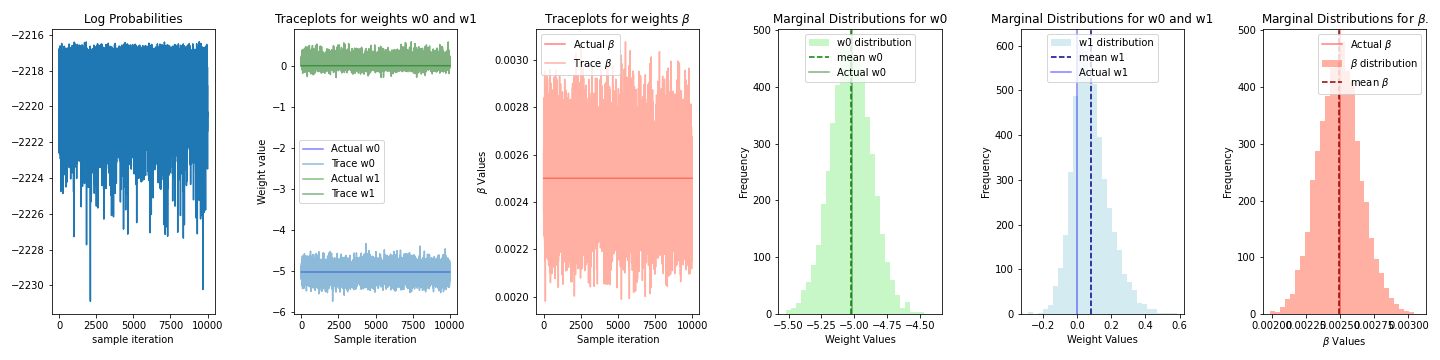 Log Probabilities
−2216
−2218
−2220
−2222
−2224
−2226
−2228
−2230
0
5000
10000
sample iteration
Traceplots for weights w0 and w1
Weight value
0
−1
−2
−3
−4
−5
−6
Actual w0
Trace w0
Actual w1
Trace w1
0
2500
5000
7500
10000
Sample iteration
Traceplots for weights β
β Values
0.0030
0.0028
0.0026
0.0024
0.0022
0.0020
Actual β
Trace β
0
2500
5000
7500
10000
Sample iteration
Marginal Distributions for w0
Frequency
500
400
300
200
100
0
w0 distribution
mean w0
Actual w0
−5.50
−5.25
−5.00
−4.75
−4.50
Weight Values
Marginal Distributions for w0 and w1
Frequency
600
500
400
300
200
100
0
w1 distribution
mean w1
Actual w1
−0.2
0.0
0.2
0.4
0.6
Weight Values
Marginal Distributions for β.
Frequency
500
400
300
200
100
0
Actual β
β distribution
mean β
0.00200
0.00225
0.00250
0.00275
0.00300
β Values